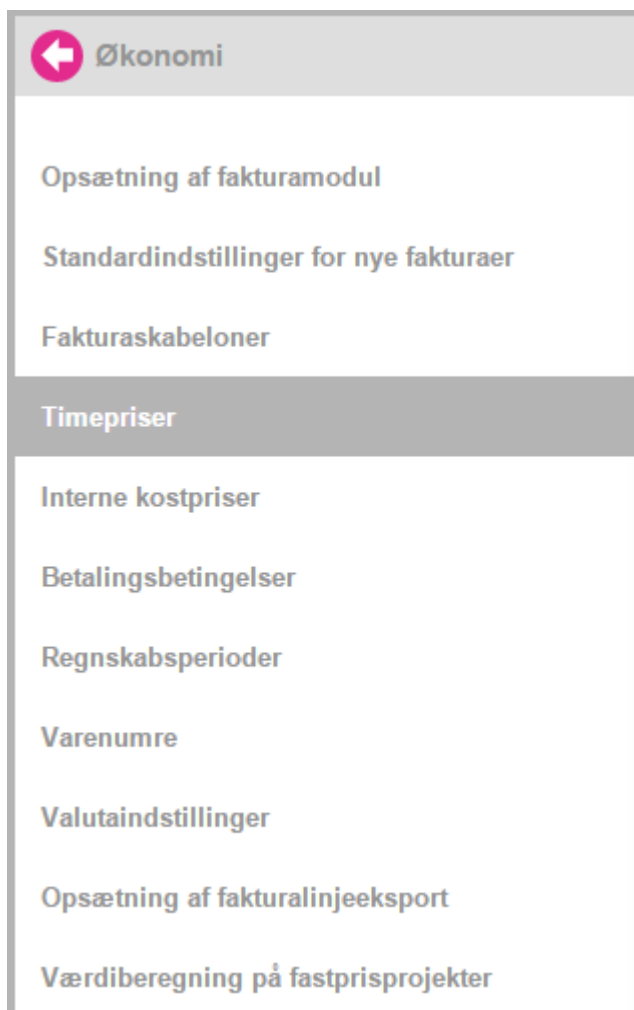 Økonomi
Opsætning af fakturamodul
Standardindstillinger for nye fakturaer
Fakturaskabeloner
Timepriser
Interne kostpriser
Betalingsbetingelser
Regnskabsperioder
Varenumre
Valutaindstillinger
Opsætning af fakturalinjeeksport
Værdiberegning på fastprisprojekter